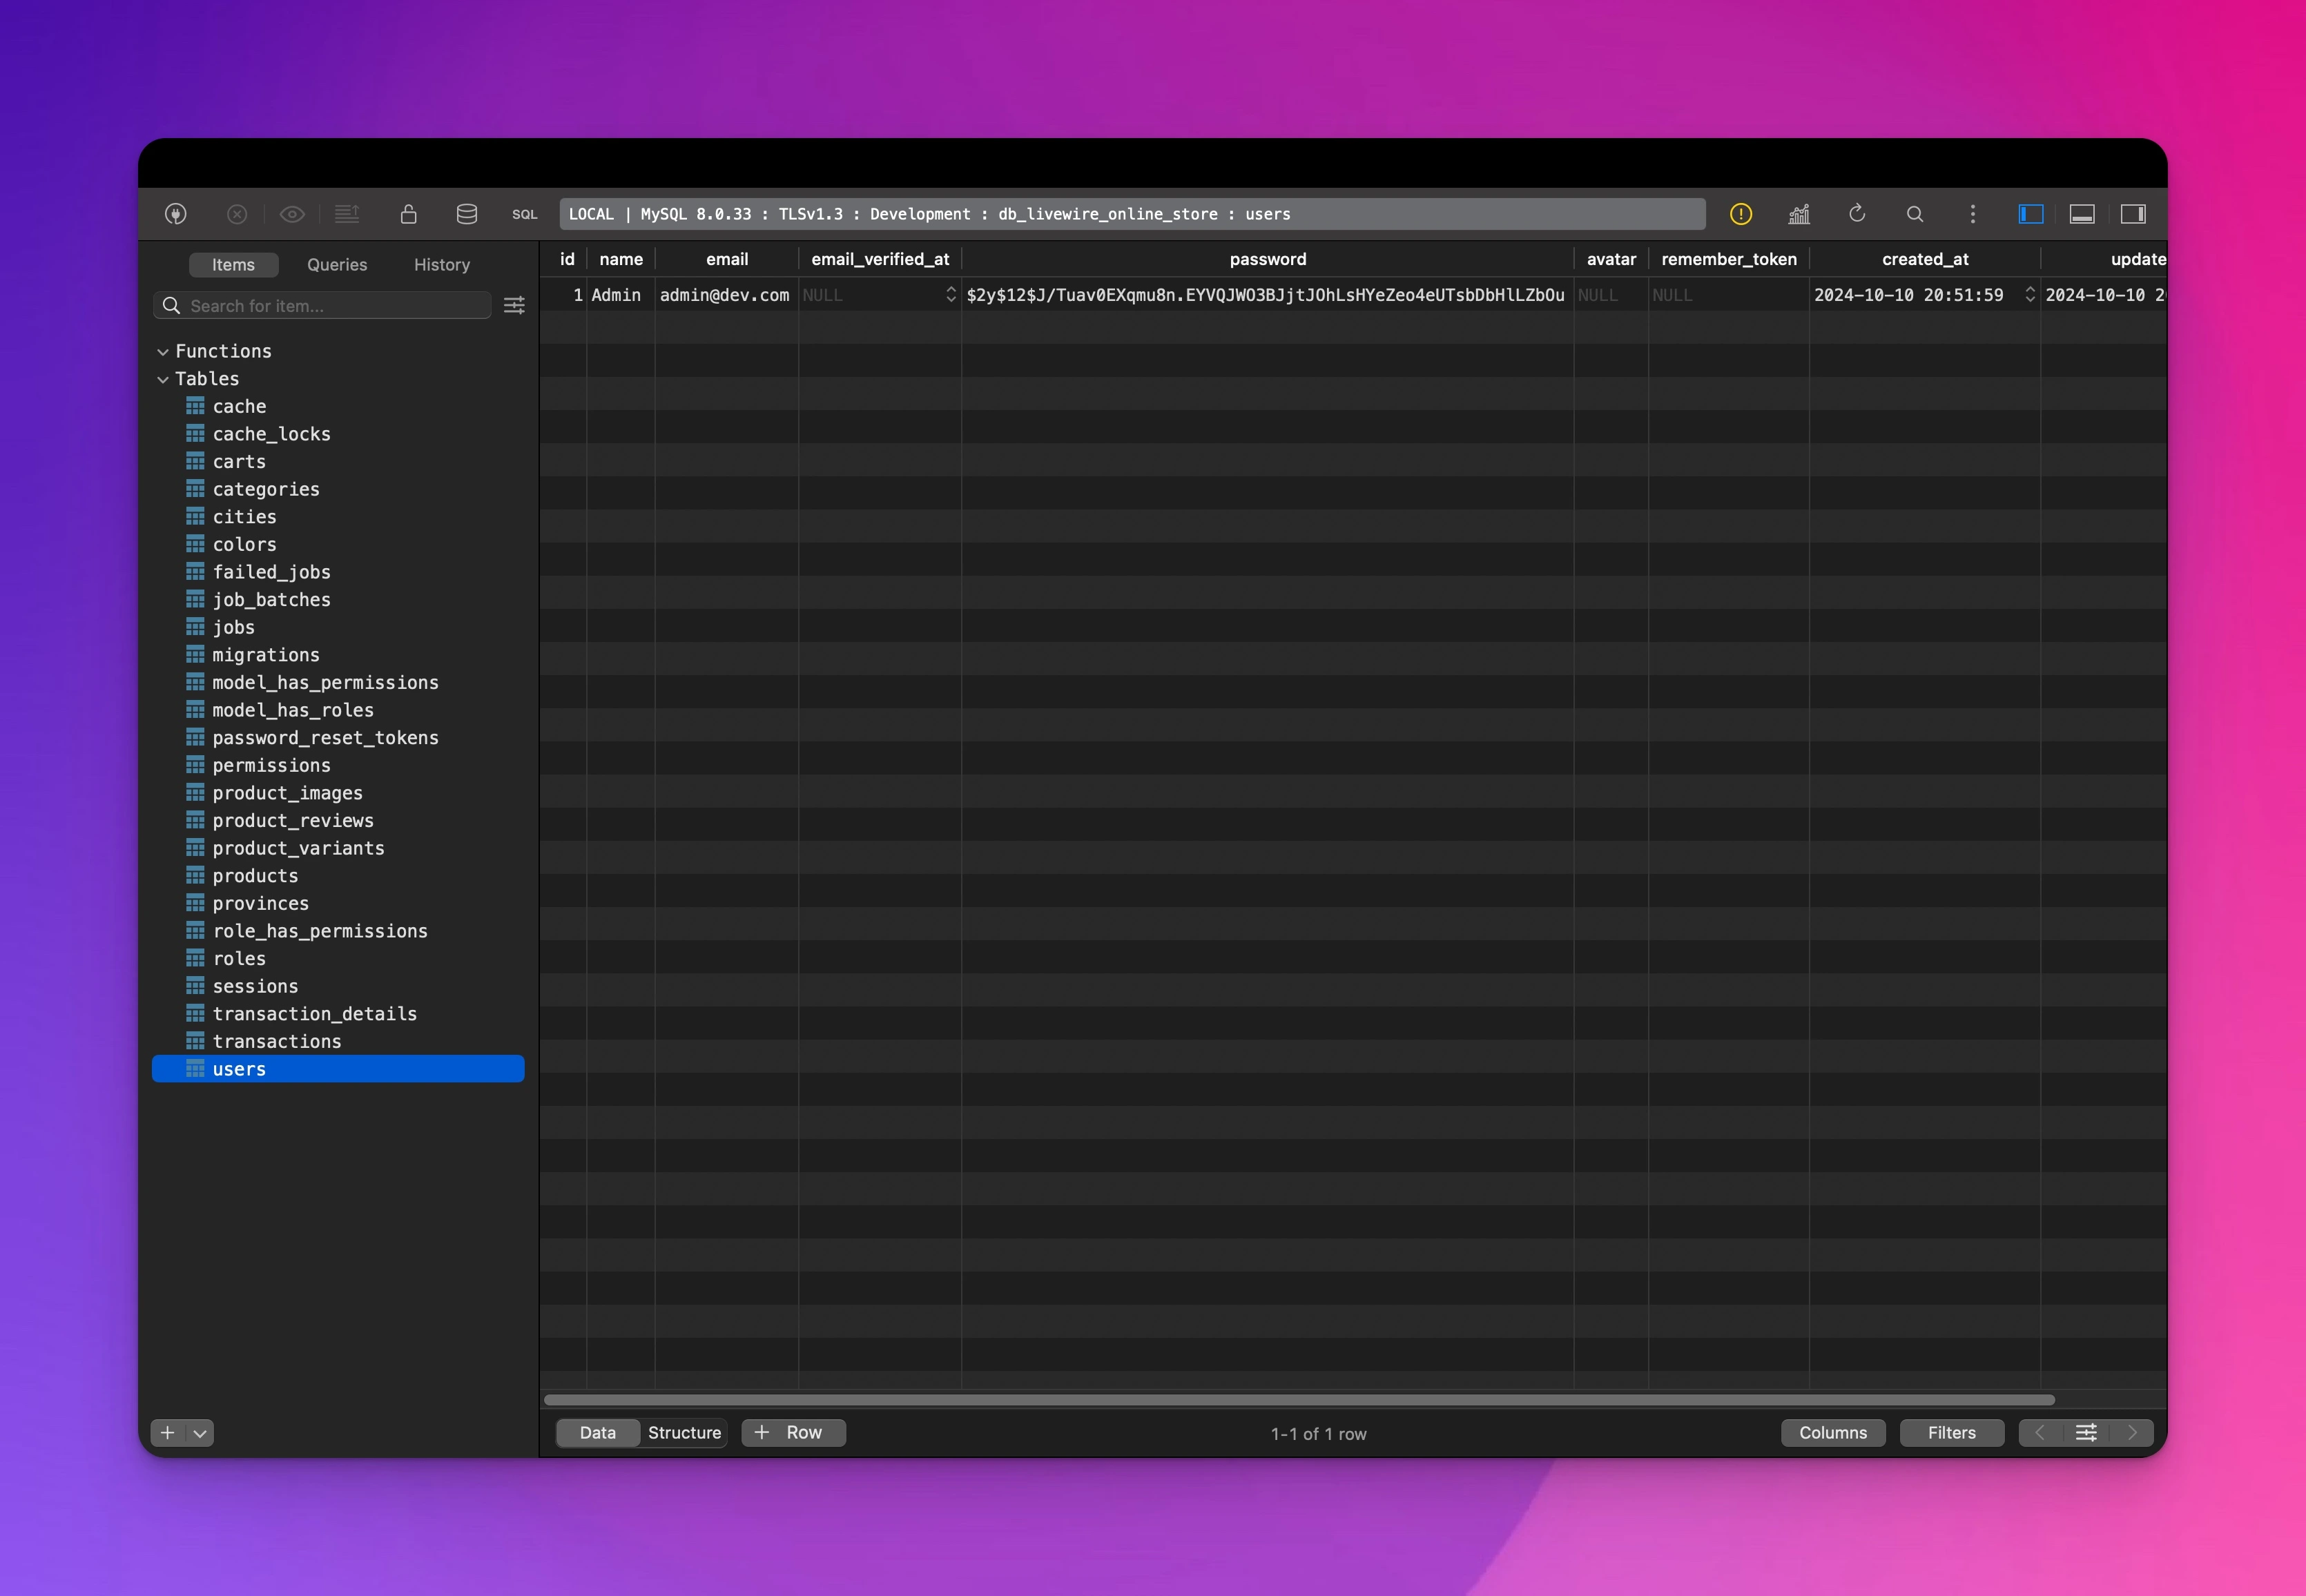 SQL LOCAL | MySQL 8.0.33 : TLSv1.3 : Development : db_livewire_online_store : users
Items Queries History
Search for item...
Functions
Tables
cache
cache_locks
carts
categories
cities
colors
failed_jobs
job_batches
jobs
migrations
model_has_permissions
model_has_roles
password_reset_tokens
permissions
product_images
product_reviews
product_variants
products
provinces
role_has_permissions
roles
sessions
transaction_details
transactions
users
id name email email_verified_at password avatar remember_token created_at update
1 Admin admin@dev.com NULL $2y$12$J/Tuav0EXqmu8n.EYVQJWO3BJjtJOhLsHYeZeo4eUTsbDbHlLZbOu NULL NULL 2024-10-10 20:51:59 2024-10-10 2
Data Structure + Row 1-1 of 1 row Columns Filters